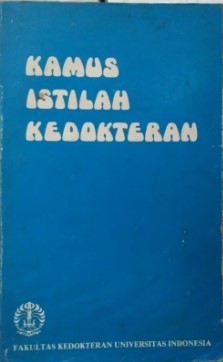 KAMUS
ISTILAH
KEDOKTERAN
FAKULTAS KEDOKTERAN UNIVERSITAS INDONESIA